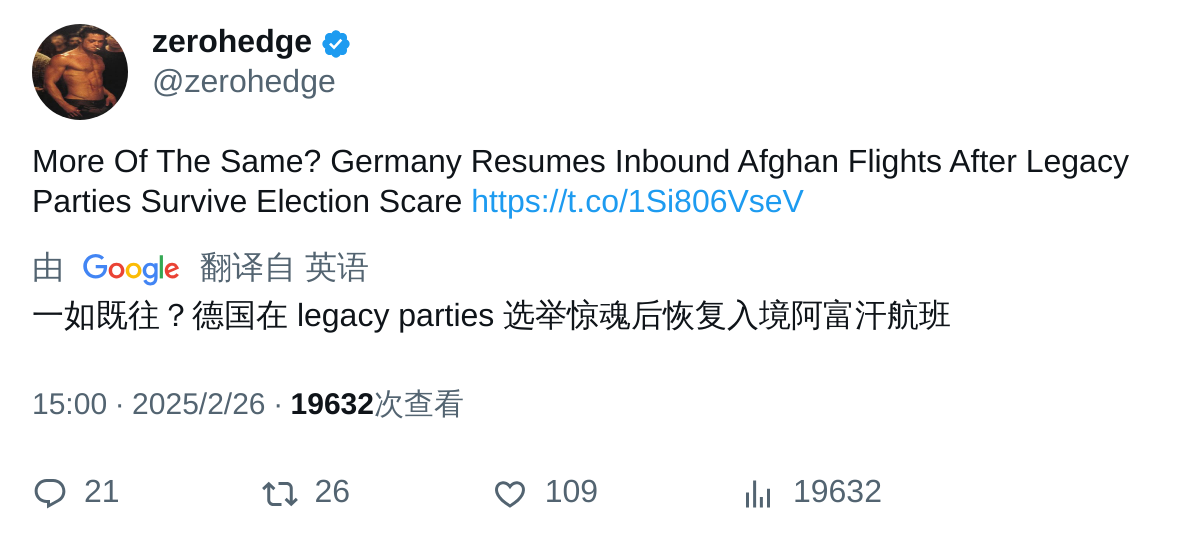 zerohedge
@zerohedge
More Of The Same? Germany Resumes Inbound Afghan Flights After Legacy
Parties Survive Election Scare https://t.co/1Si806VseV
由 Google 翻译自 英语
一如既往？德国在 legacy parties 选举惊魂后恢复入境阿富汗航班
15:00 · 2025/2/26 · 19632次查看
21 26 109 19632